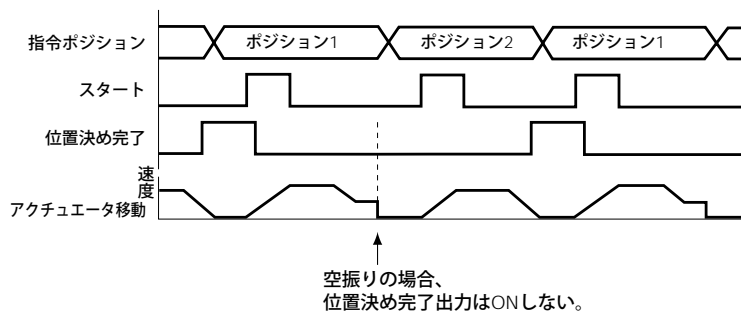 指令ポジション
ポジション1
ポジション2
ポジション1
スタート
位置決め完了
速度
アクチュエータ移動
空振りの場合、
位置決め完了出力はONしない。